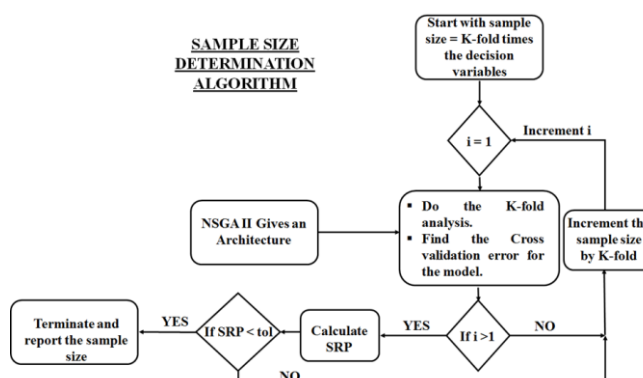 SAMPLE SIZE
DETERMINATION
ALGORITHM
Start with sample
size = K-fold times
the decision
variables
i = 1
Increment i
▪ Do the K-fold
analysis.
▪ Find the Cross
validation error for
the model.
NSGA II Gives an
Architecture
Increment the
sample size
by K-fold
If i >1
YES
NO
Calculate
SRP
If SRP < tol
YES
NO
Terminate and
report the sample
size